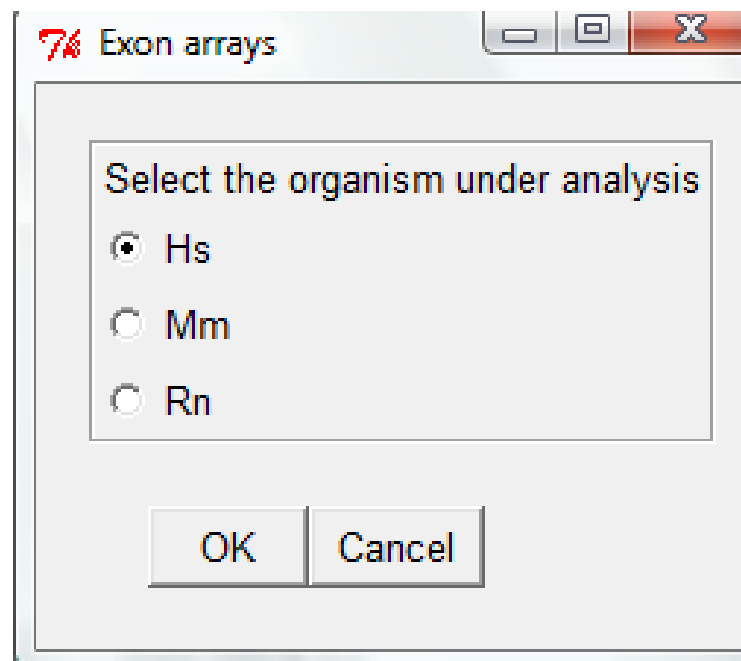 Exon arrays
Select the organism under analysis
Hs
Mm
Rn
OK Cancel